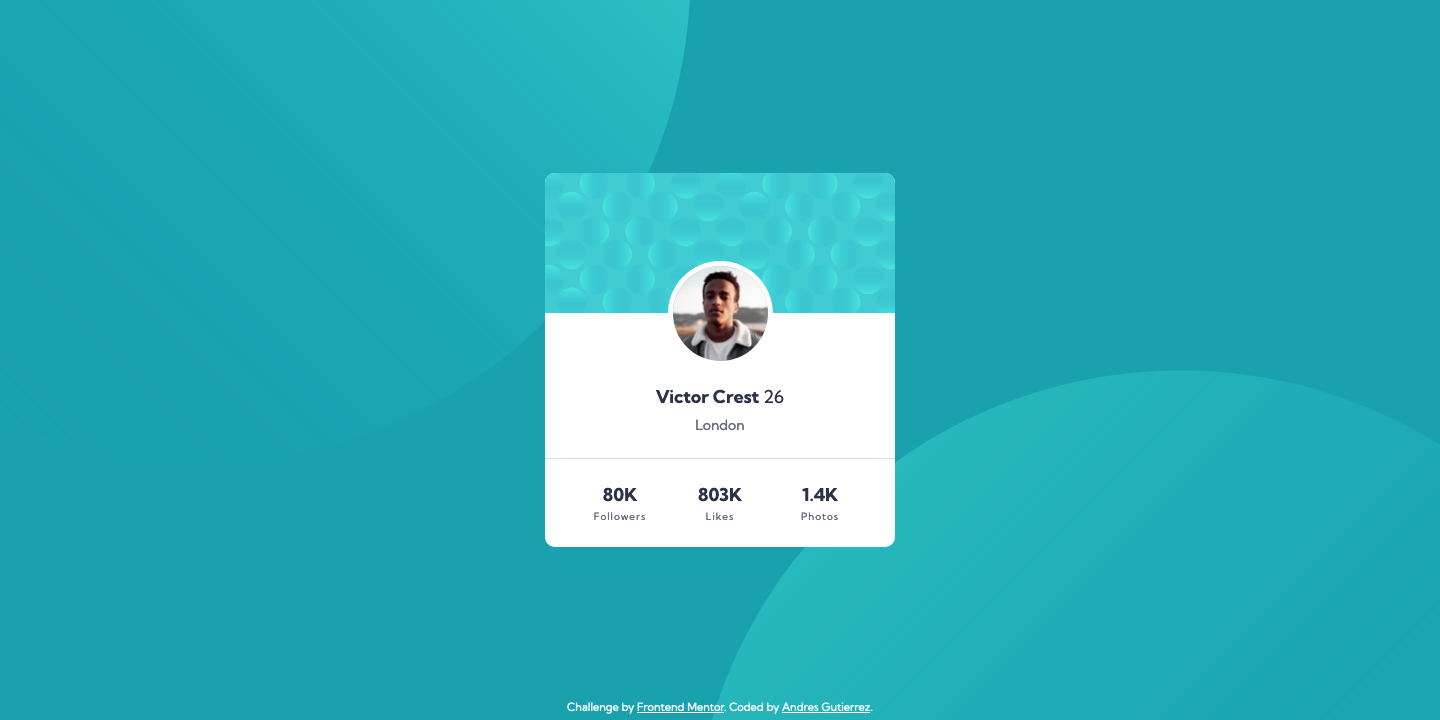 Victor Crest 26
London
80K 803K 1.4K
Followers Likes Photos
Challenge by Frontend Mentor. Coded by Andres Gutierrez.